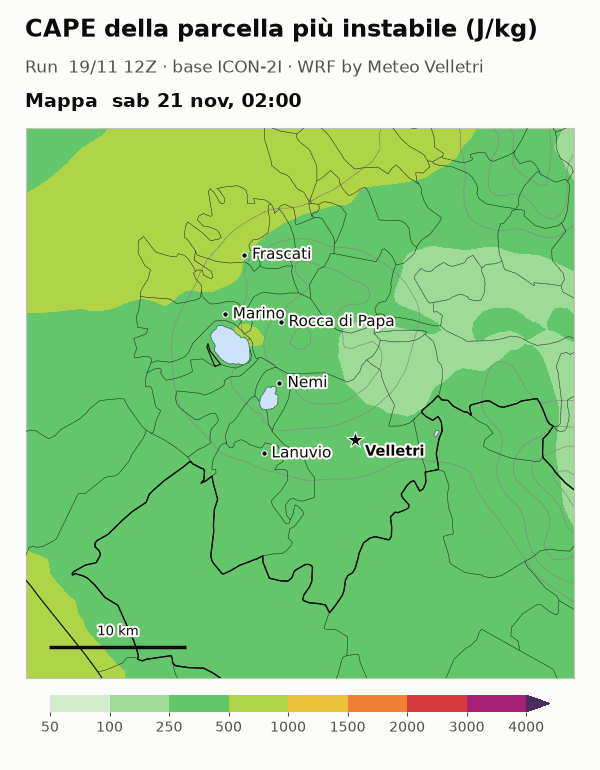 CAPE della parcella più instabile (J/kg)
Run  19/11 12Z · base ICON-2I · WRF by Meteo Velletri
Mappa  sab 21 nov, 02:00
Frascati
Marino
Rocca di Papa
Nemi
Velletri
Lanuvio
10 km
50 100 250 500 1000 1500 2000 3000 4000